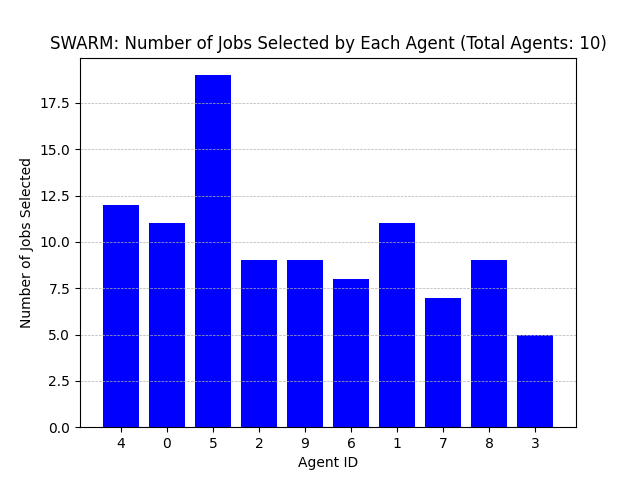 SWARM: Number of Jobs Selected by Each Agent (Total Agents: 10)
Number of Jobs Selected
17.5
15.0
12.5
10.0
7.5
5.0
2.5
0.0
4 0 5 2 9 6 1 7 8 3
Agent ID